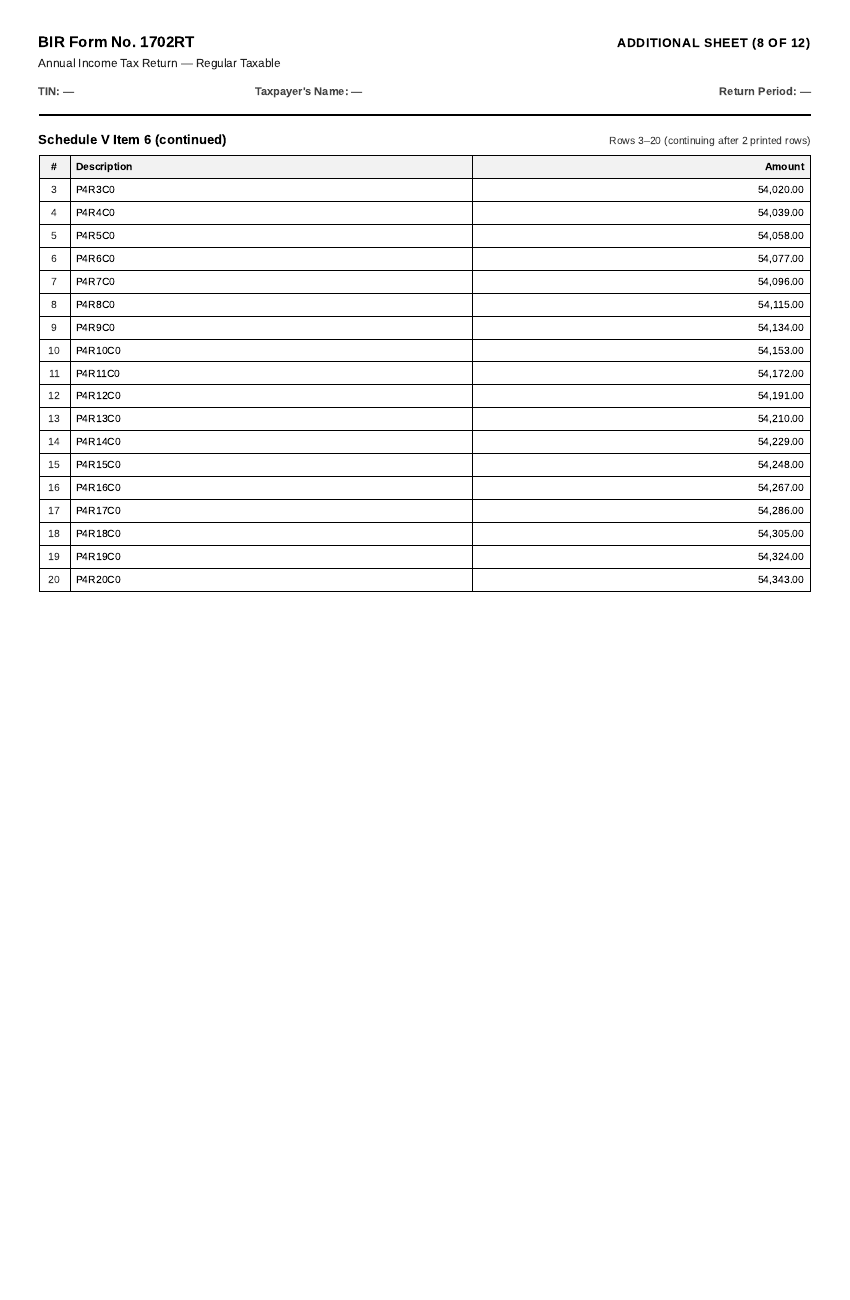 BIR Form No. 1702RT
ADDITIONAL SHEET (8 OF 12)
Annual Income Tax Return — Regular Taxable
TIN: —
Taxpayer's Name: —
Return Period: —
Schedule V Item 6 (continued)
Rows 3–20 (continuing after 2 printed rows)
# Description Amount
3 P4R3C0 54,020.00
4 P4R4C0 54,039.00
5 P4R5C0 54,058.00
6 P4R6C0 54,077.00
7 P4R7C0 54,096.00
8 P4R8C0 54,115.00
9 P4R9C0 54,134.00
10 P4R10C0 54,153.00
11 P4R11C0 54,172.00
12 P4R12C0 54,191.00
13 P4R13C0 54,210.00
14 P4R14C0 54,229.00
15 P4R15C0 54,248.00
16 P4R16C0 54,267.00
17 P4R17C0 54,286.00
18 P4R18C0 54,305.00
19 P4R19C0 54,324.00
20 P4R20C0 54,343.00